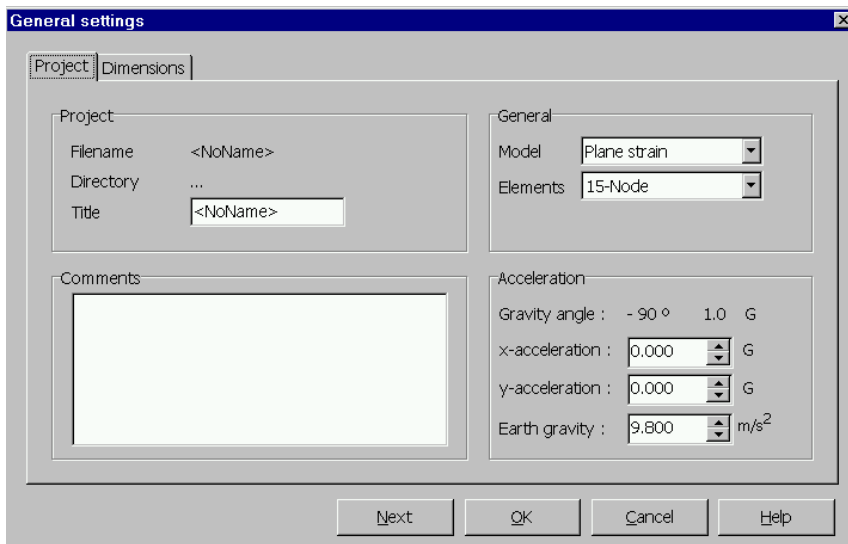 General settings
Project Dimensions
Project
Filename <NoName>
Directory ...
Title <NoName>
General
Model Plane strain
Elements 15-Node
Comments
Acceleration
Gravity angle : - 90 º 1.0 G
x-acceleration : 0.000 G
y-acceleration : 0.000 G
Earth gravity : 9.800 m/s²
Next OK Cancel Help